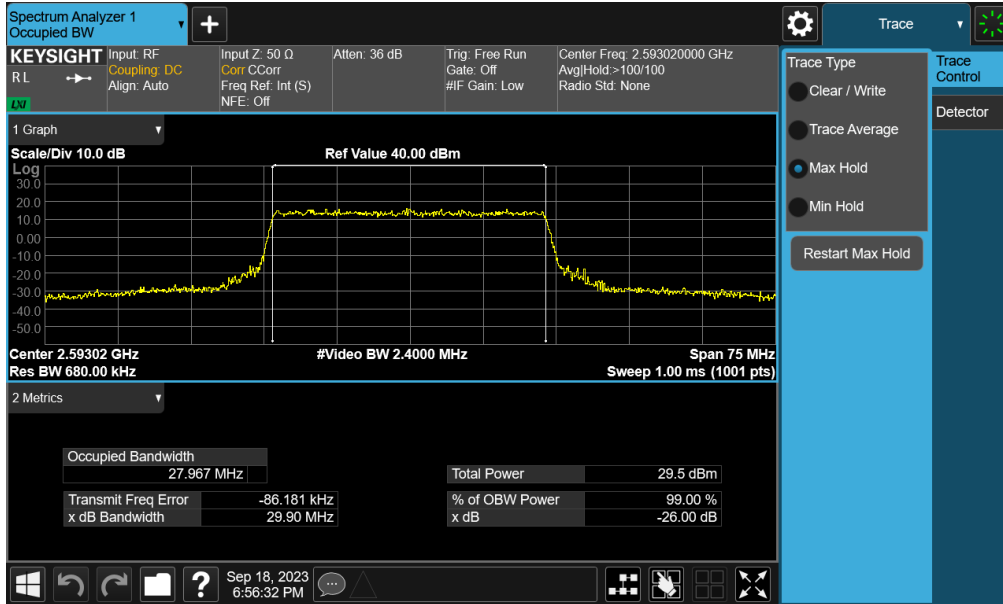 Spectrum Analyzer 1
Occupied BW
Trace
KEYSIGHT
RL
LXI
Input: RF
Coupling: DC
Align: Auto
Input Z: 50 Ω
Corr CCorr
Freq Ref: Int (S)
NFE: Off
Atten: 36 dB
Trig: Free Run
Gate: Off
#IF Gain: Low
Center Freq: 2.593020000 GHz
Avg|Hold:>100/100
Radio Std: None
Trace Type
Clear / Write
Trace Average
Max Hold
Min Hold
Restart Max Hold
Trace
Control
Detector
1 Graph
Scale/Div 10.0 dB
Ref Value 40.00 dBm
Log
30.0
20.0
10.0
0.00
-10.0
-20.0
-30.0
-40.0
-50.0
Center 2.59302 GHz
#Video BW 2.4000 MHz
Span 75 MHz
Res BW 680.00 kHz
Sweep 1.00 ms (1001 pts)
2 Metrics
Occupied Bandwidth
27.967 MHz
Total Power 29.5 dBm
Transmit Freq Error -86.181 kHz
% of OBW Power 99.00 %
x dB Bandwidth 29.90 MHz
x dB -26.00 dB
?
Sep 18, 2023
6:56:32 PM